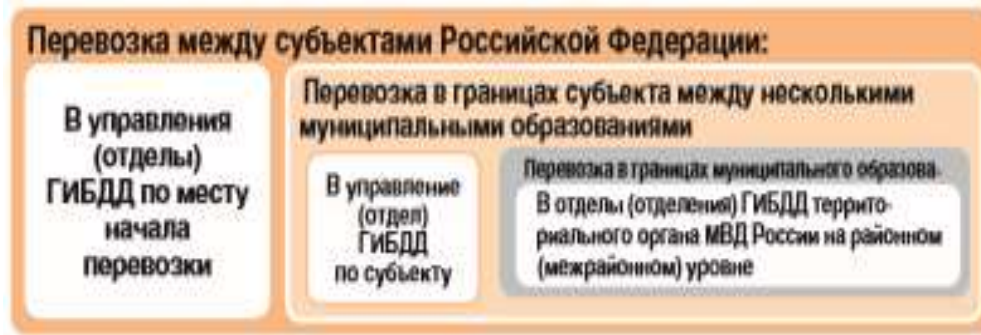 Перевозка между субъектами Российской Федерации:
В управления
(отделы)
ГИБДД по месту
начала
перевозки
Перевозка в границах субъекта между несколькими
муниципальными образованиями
В управление
(отдел)
ГИБДД
по субъекту
Перевозка в границах муниципального образова-
В отделы (отделения) ГИБДД террито-
риального органа МВД России на районном
(межрайонном) уровне